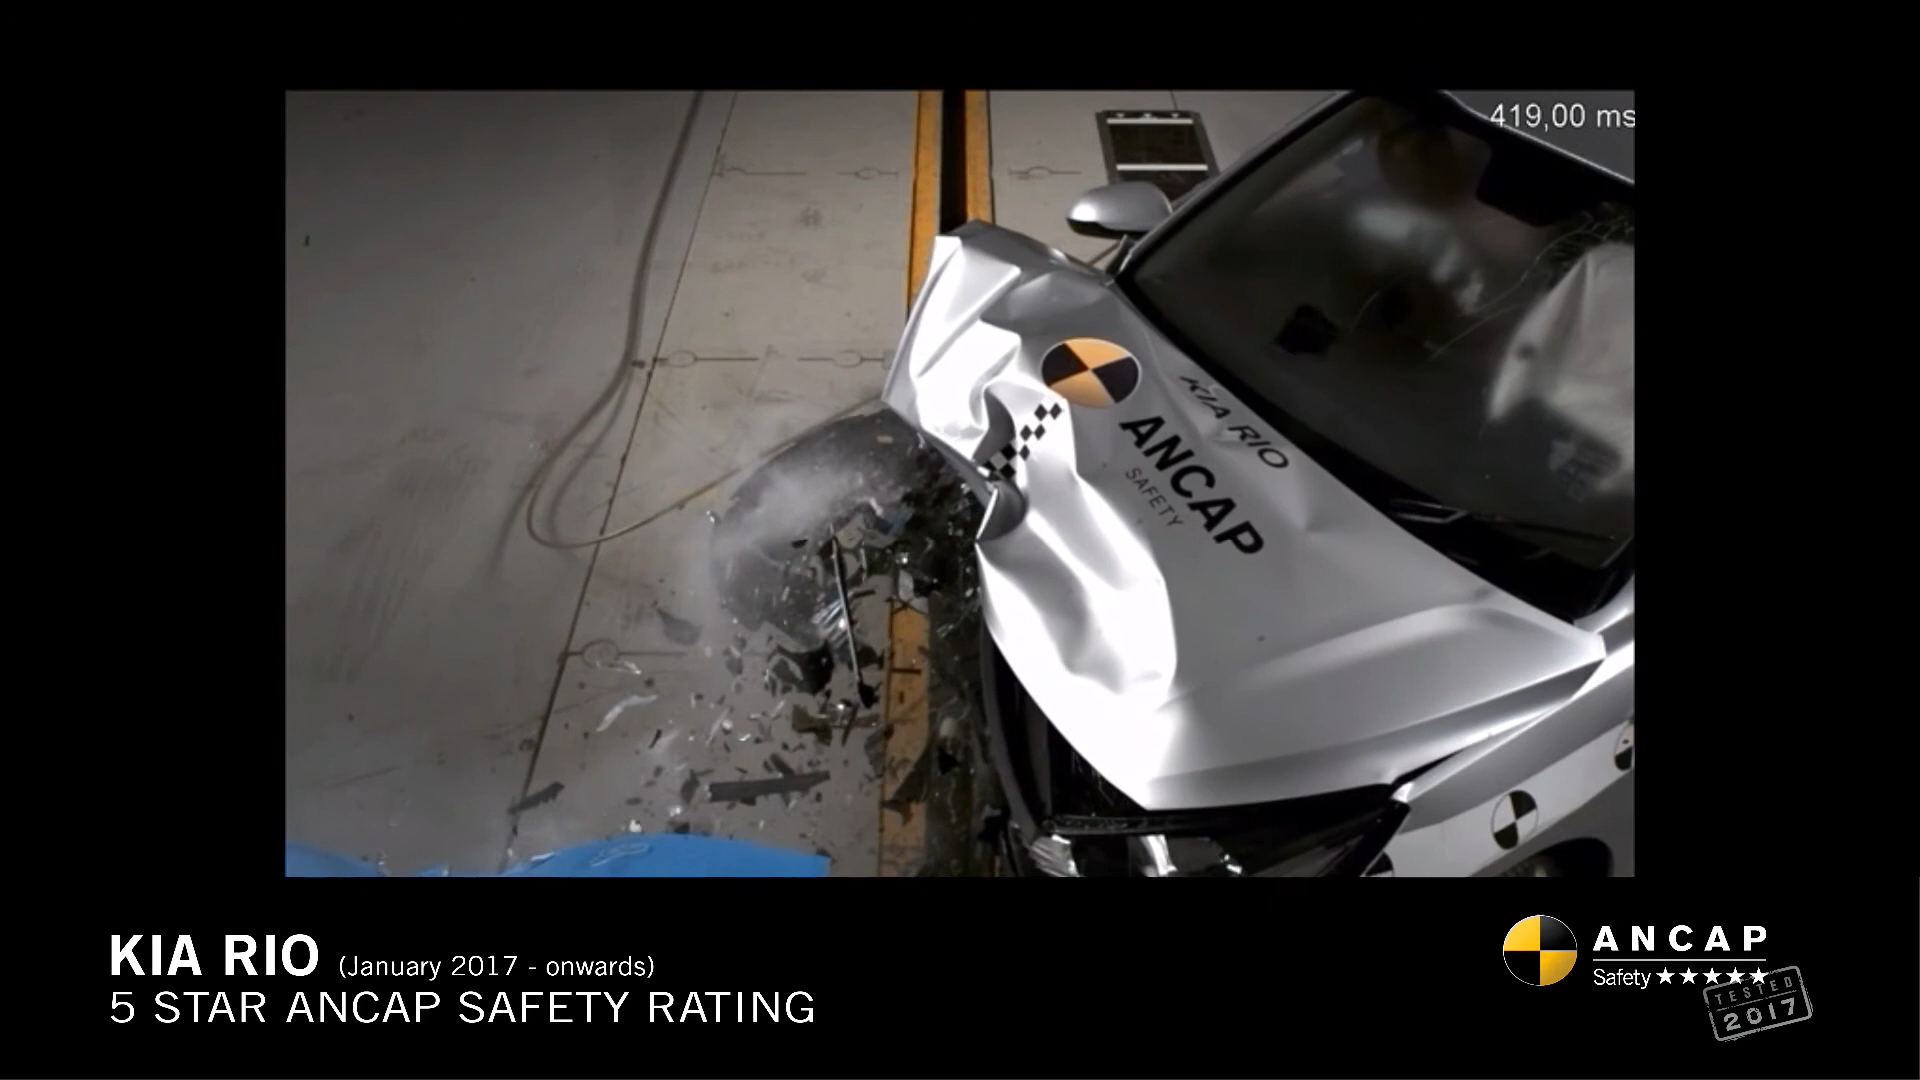 419,00 ms
KIA RIO
ANCAP
SAFETY
KIA RIO (January 2017 - onwards)
5 STAR ANCAP SAFETY RATING
ANCAP
Safety ★★★★★
TESTED
2017